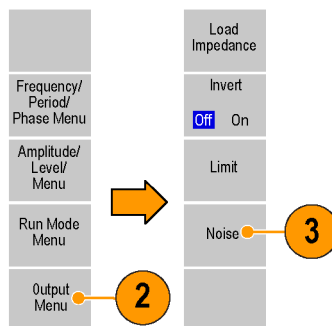 Frequency/
Period/
Phase Menu
Amplitude/
Level/
Menu
Run Mode
Menu
Output
Menu
2
Load
Impedance
Invert
Off On
Limit
Noise
3